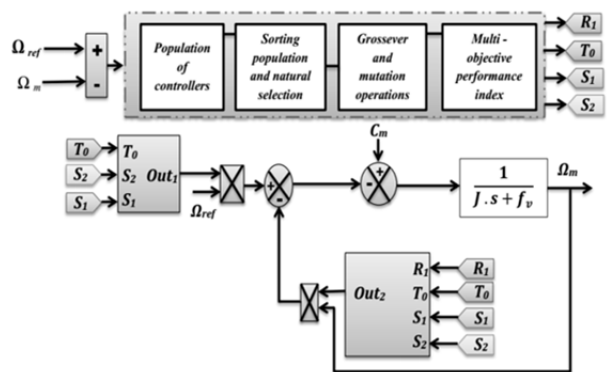 Ω ref
Ω m
+
-
Population of controllers
Sorting population and natural selection
Grossever and mutation operations
Multi - objective performance index
R1
T0
S1
S2
T0
S2
S1
T0
S2
S1
Out1
Ωref
+
-
Cm
+
-
1
J . s + fv
Ωm
Out2
R1
T0
S1
S2
R1
T0
S1
S2